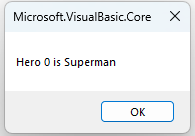 Microsoft.VisualBasic.Core
Hero 0 is Superman
OK